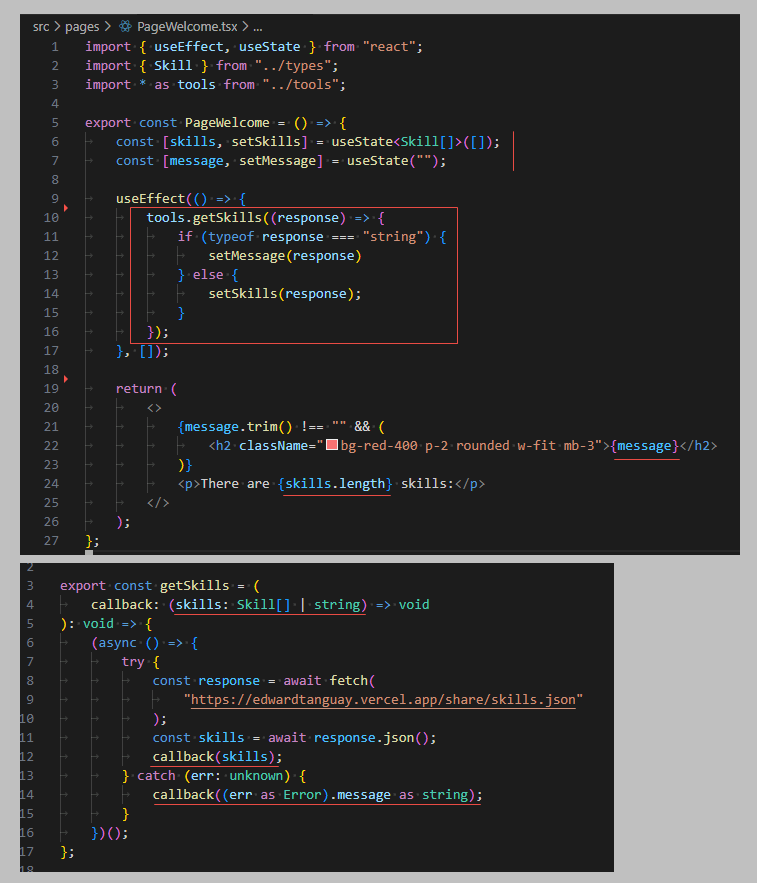 src > pages > PageWelcome.tsx > ...
1 import { useEffect, useState } from "react";
2 import { Skill } from "../types";
3 import * as tools from "../tools";
4
5 export const PageWelcome = () => {
6 const [skills, setSkills] = useState<Skill[]>([]);
7 const [message, setMessage] = useState("");
8
9 useEffect(() => {
10 tools.getSkills((response) => {
11 if (typeof response === "string") {
12 setMessage(response)
13 } else {
14 setSkills(response);
15 }
16 });
17 }, []);
18
19 return (
20 <>
21 {message.trim() !== "" && (
22 <h2 className="bg-red-400 p-2 rounded w-fit mb-3">{message}</h2>
23 )}
24 <p>There are {skills.length} skills:</p>
25 </>
26 );
27 };
2
3 export const getSkills = (
4 callback: (skills: Skill[] | string) => void
5 ): void => {
6 (async () => {
7 try {
8 const response = await fetch(
9 "https://edwardtanguay.vercel.app/share/skills.json"
10 );
11 const skills = await response.json();
12 callback(skills);
13 } catch (err: unknown) {
14 callback((err as Error).message as string);
15 }
16 })();
17 };
18